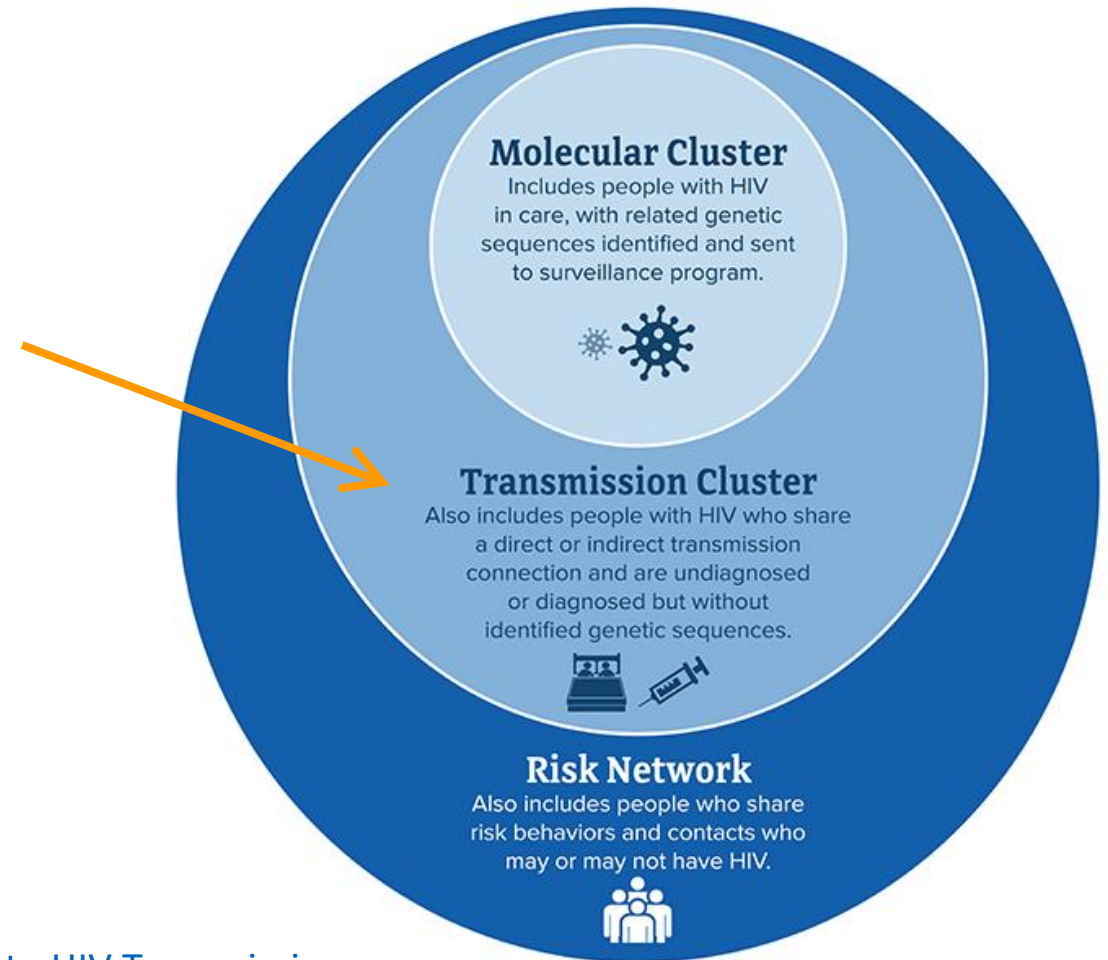 Molecular Cluster
Includes people with HIV
in care, with related genetic
sequences identified and sent
to surveillance program.
Transmission Cluster
Also includes people with HIV who share
a direct or indirect transmission
connection and are undiagnosed
or diagnosed but without
identified genetic sequences.
Risk Network
Also includes people who share
risk behaviors and contacts who
may or may not have HIV.
HIV